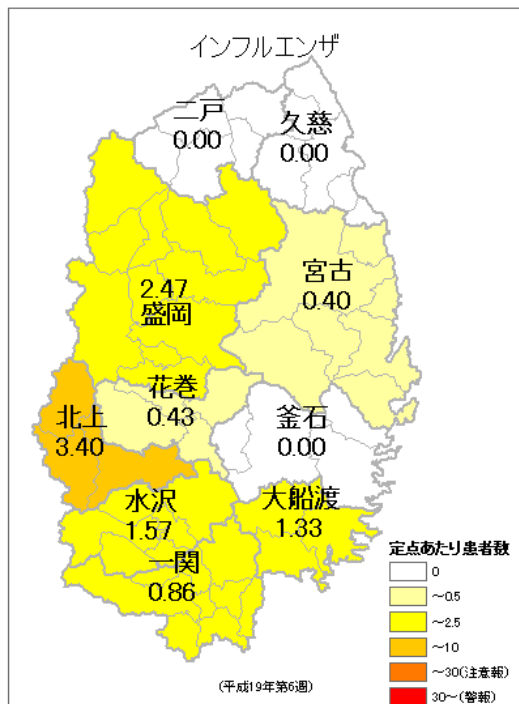 インフルエンザ
二戸
0.00
久慈
0.00
2.47
盛岡
宮古
0.40
花巻
0.43
北上
3.40
釜石
0.00
水沢
1.57
大船渡
1.33
一関
0.86
定点あたり患者数
0
～0.5
～2.5
～10
～30(注意報)
30～(警報)
(平成19年第6週)